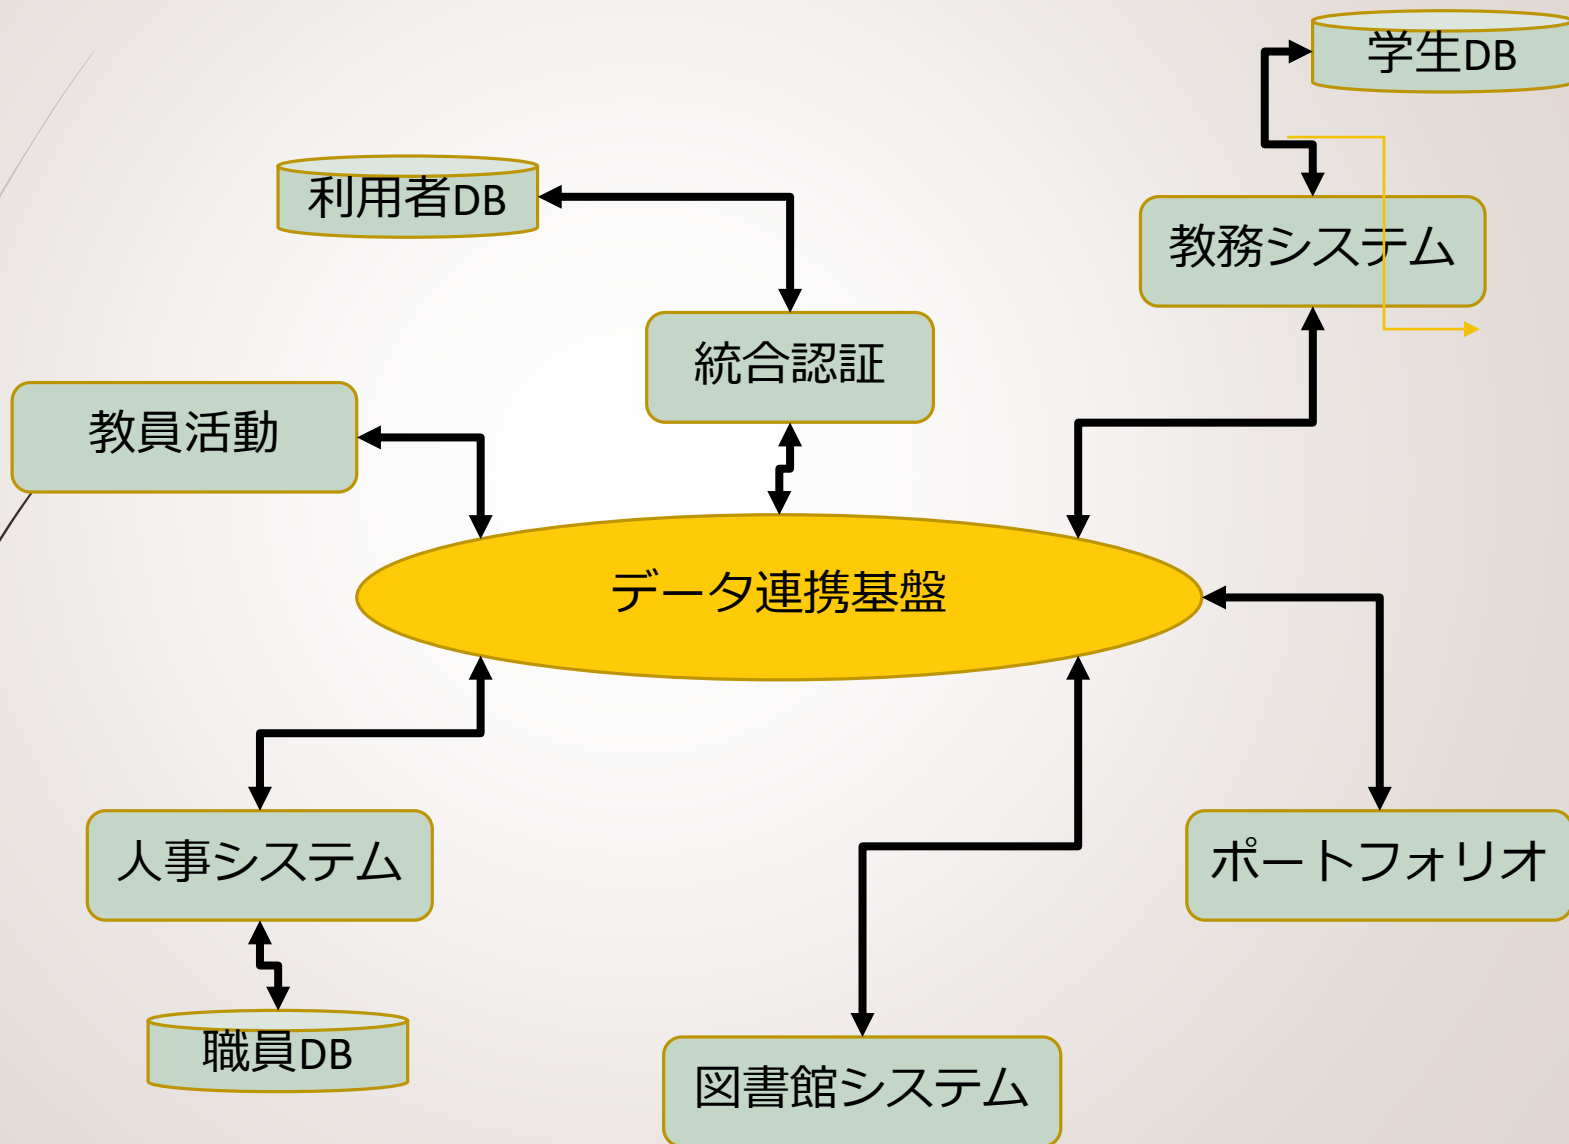 学生DB
利用者DB
教務システム
統合認証
教員活動
データ連携基盤
人事システム
ポートフォリオ
職員DB
図書館システム